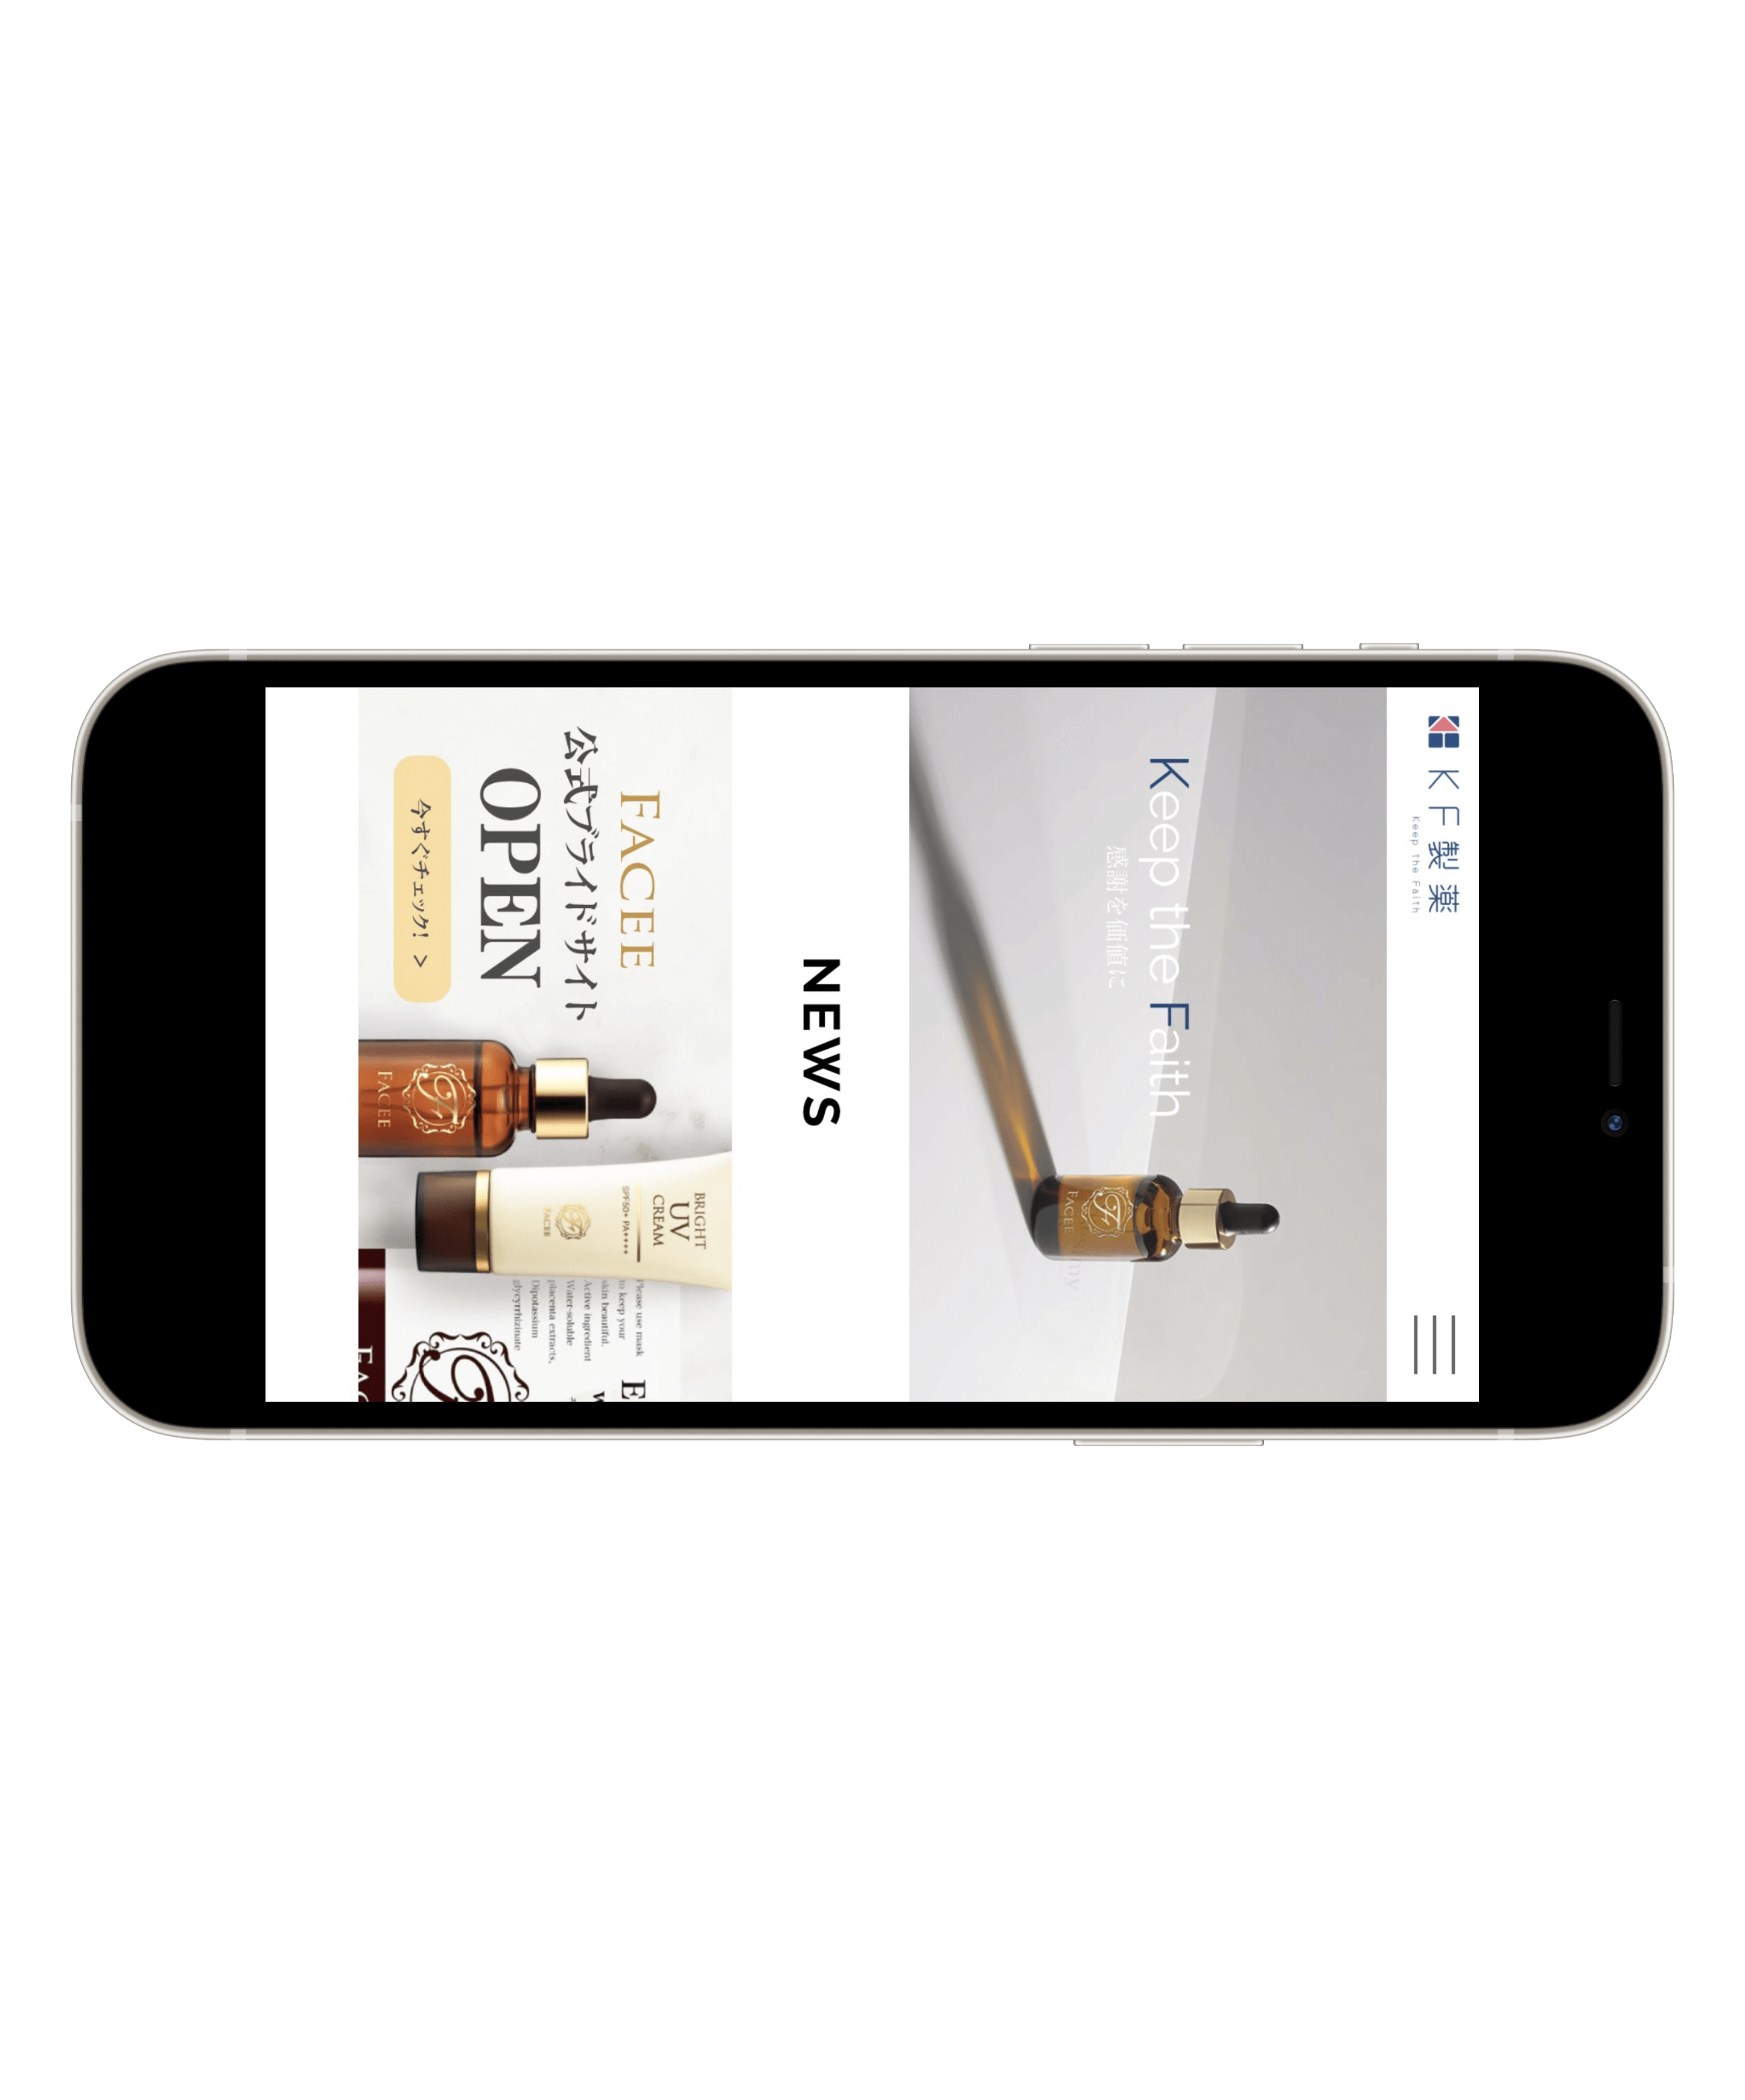 KF製薬
Keep the Faith
Keep the Faith
感謝を価値に
FACEE
NEWS
FACEE
公式ブライドサイト
OPEN
今すぐチェック! >
FACEE
BRIGHT
UV
CREAM
SPF50+ PA++++
FACEE
Please use mask
to keep your
skin beautiful.
Active ingredient
Water-soluble
placenta extracts,
Dipotassium
glycyrrhizinate